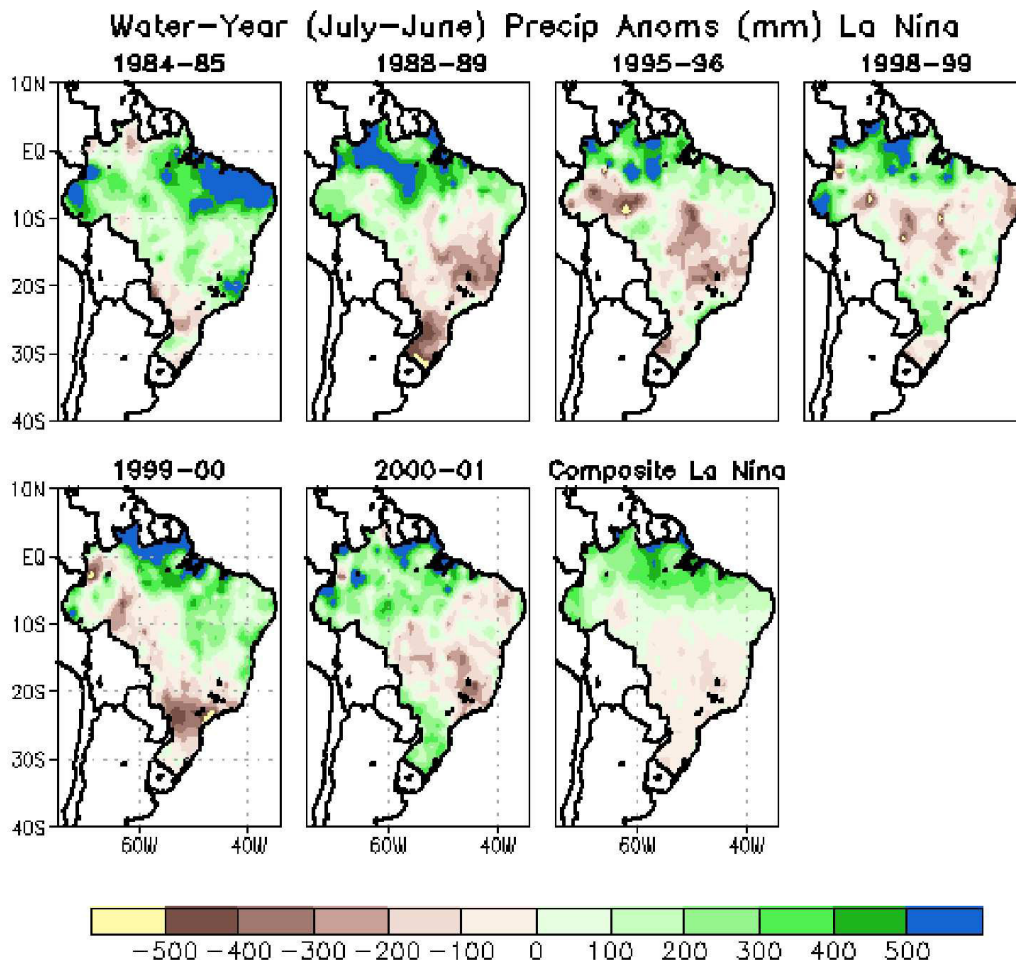 Water-Year (July-June) Precip Anoms (mm) La Nina
1984-85 1988-89 1995-96 1998-99
10N
EQ
10S
20S
30S
40S
1999-00 2000-01 Composite La Nina
10N
EQ
10S
20S
30S
40S
60W 40W 60W 40W 60W 40W
-500 -400 -300 -200 -100 0 100 200 300 400 500